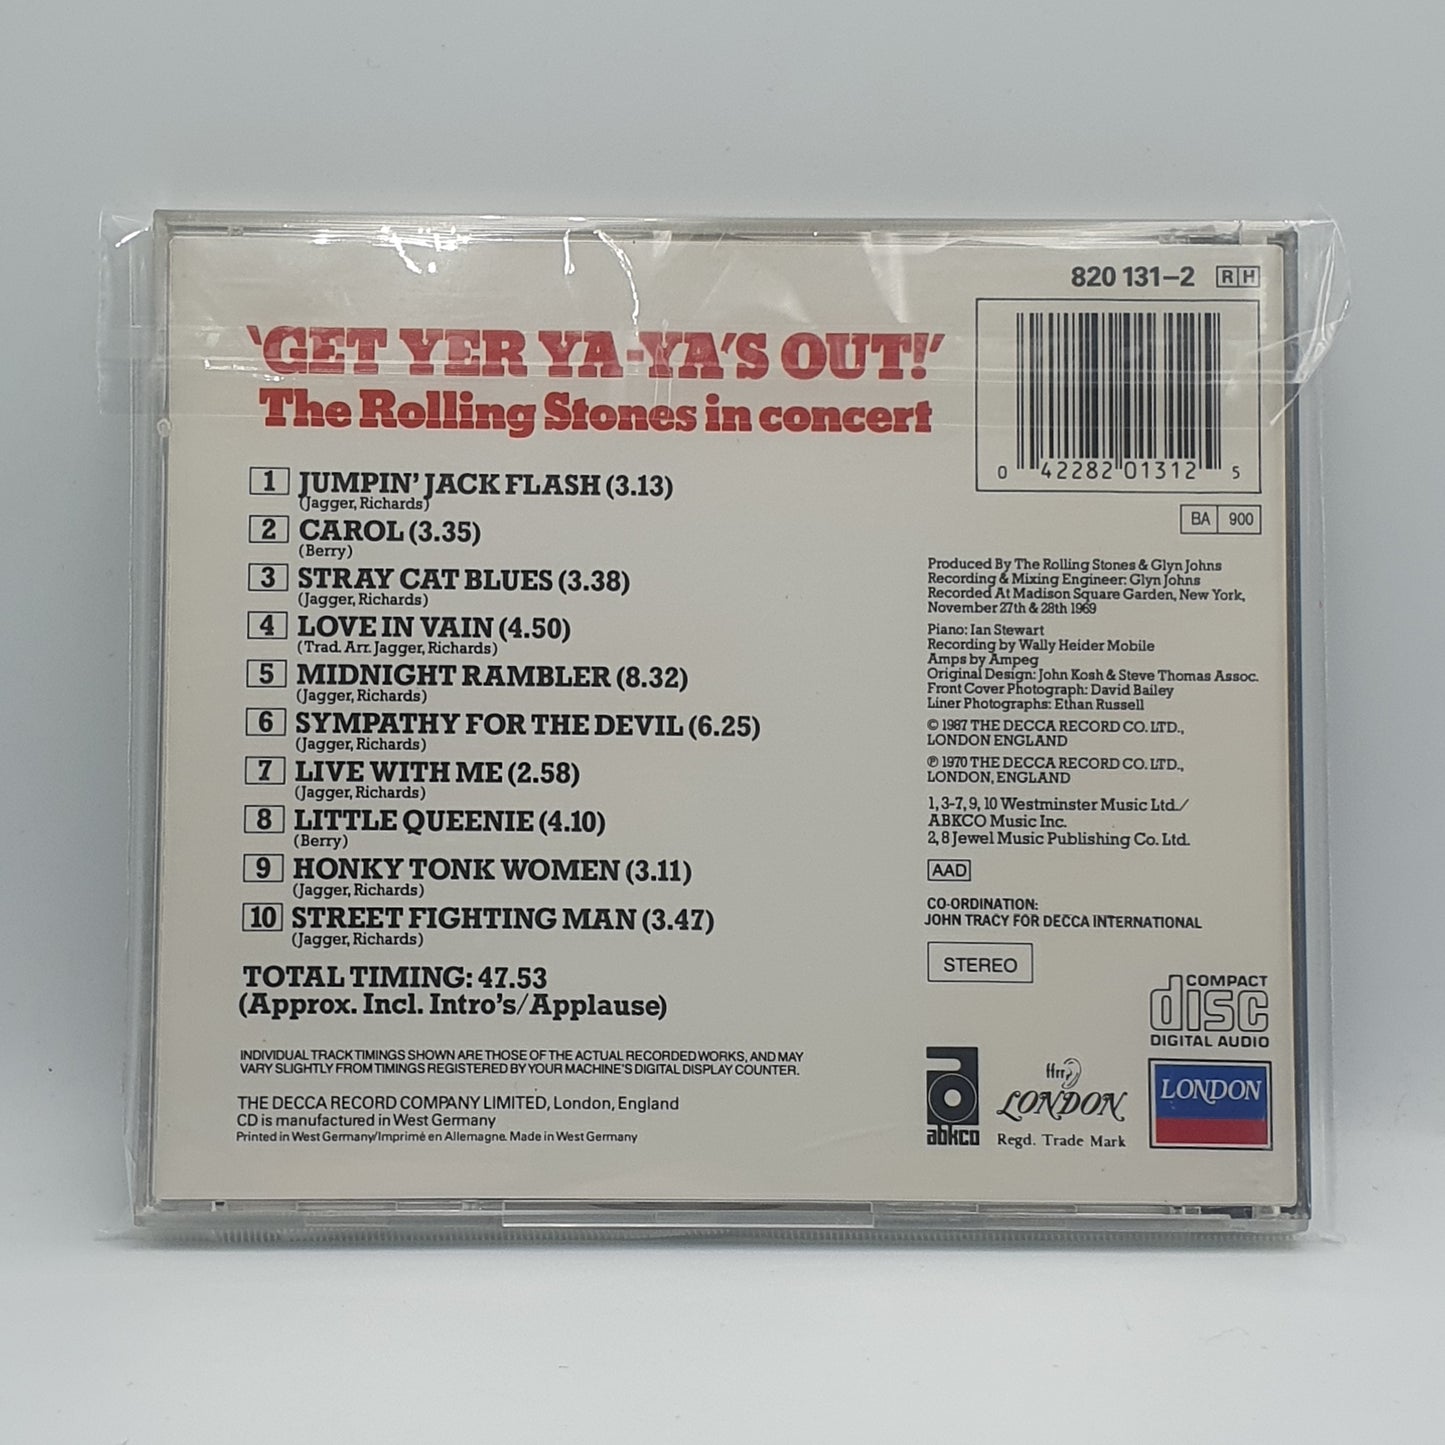 820 131–2 R H
'GET YER YA-YA'S OUT!'
The Rolling Stones in concert
0 42282 01312 5
BA 900
1 JUMPIN' JACK FLASH (3.13)
(Jagger, Richards)
2 CAROL (3.35)
(Berry)
3 STRAY CAT BLUES (3.38)
(Jagger, Richards)
4 LOVE IN VAIN (4.50)
(Trad. Arr. Jagger, Richards)
5 MIDNIGHT RAMBLER (8.32)
(Jagger, Richards)
6 SYMPATHY FOR THE DEVIL (6.25)
(Jagger, Richards)
7 LIVE WITH ME (2.58)
(Jagger, Richards)
8 LITTLE QUEENIE (4.10)
(Berry)
9 HONKY TONK WOMEN (3.11)
(Jagger, Richards)
10 STREET FIGHTING MAN (3.47)
(Jagger, Richards)
TOTAL TIMING: 47.53
(Approx. Incl. Intro's/Applause)
INDIVIDUAL TRACK TIMINGS SHOWN ARE THOSE OF THE ACTUAL RECORDED WORKS, AND MAY
VARY SLIGHTLY FROM TIMINGS REGISTERED BY YOUR MACHINE'S DIGITAL DISPLAY COUNTER.
THE DECCA RECORD COMPANY LIMITED, London, England
CD is manufactured in West Germany
Printed in West Germany/Imprimé en Allemagne. Made in West Germany
Produced By The Rolling Stones & Glyn Johns
Recording & Mixing Engineer: Glyn Johns
Recorded At Madison Square Garden, New York,
November 27th & 28th 1969
Piano: Ian Stewart
Recording by Wally Heider Mobile
Amps by Ampeg
Original Design: John Kosh & Steve Thomas Assoc.
Front Cover Photograph: David Bailey
Liner Photographs: Ethan Russell
© 1987 THE DECCA RECORD CO. LTD.,
LONDON ENGLAND
℗ 1970 THE DECCA RECORD CO. LTD.,
LONDON, ENGLAND
1, 3-7, 9, 10 Westminster Music Ltd./
ABKCO Music Inc.
2, 8 Jewel Music Publishing Co. Ltd.
AAD
CO-ORDINATION:
JOHN TRACY FOR DECCA INTERNATIONAL
STEREO
COMPACT
disc
DIGITAL AUDIO
abkco
ffrr
LONDON
Regd. Trade Mark
LONDON